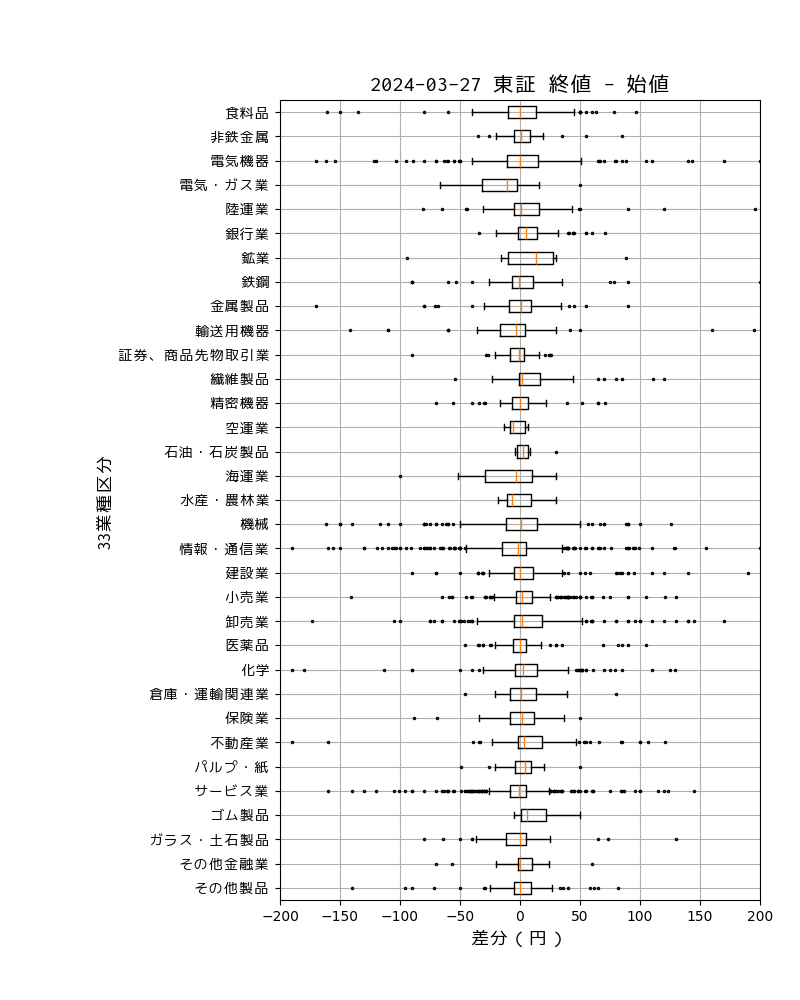 2024-03-27 東証 終値 - 始値
食料品
非鉄金属
電気機器
電気・ガス業
陸運業
銀行業
鉱業
鉄鋼
金属製品
輸送用機器
証券、商品先物取引業
繊維製品
精密機器
空運業
石油・石炭製品
海運業
水産・農林業
機械
情報・通信業
建設業
小売業
卸売業
医薬品
化学
倉庫・運輸関連業
保険業
不動産業
パルプ・紙
サービス業
ゴム製品
ガラス・土石製品
その他金融業
その他製品
33業種区分
−200 −150 −100 −50 0 50 100 150 200
差分 ( 円 )